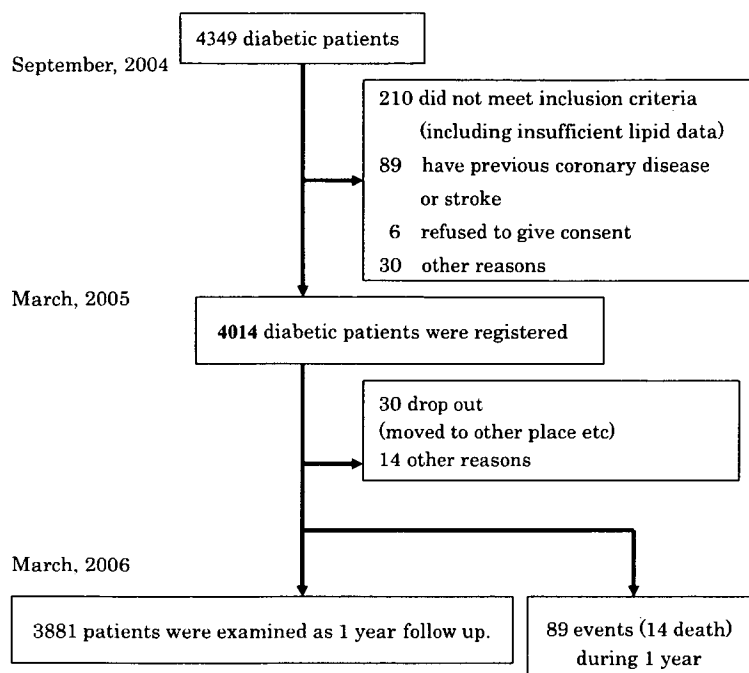 4349 diabetic patients
September, 2004
210 did not meet inclusion criteria
(including insufficient lipid data)
89 have previous coronary disease
or stroke
6 refused to give consent
30 other reasons
March, 2005
4014 diabetic patients were registered
30 drop out
(moved to other place etc)
14 other reasons
March, 2006
3881 patients were examined as 1 year follow up.
89 events (14 death)
during 1 year